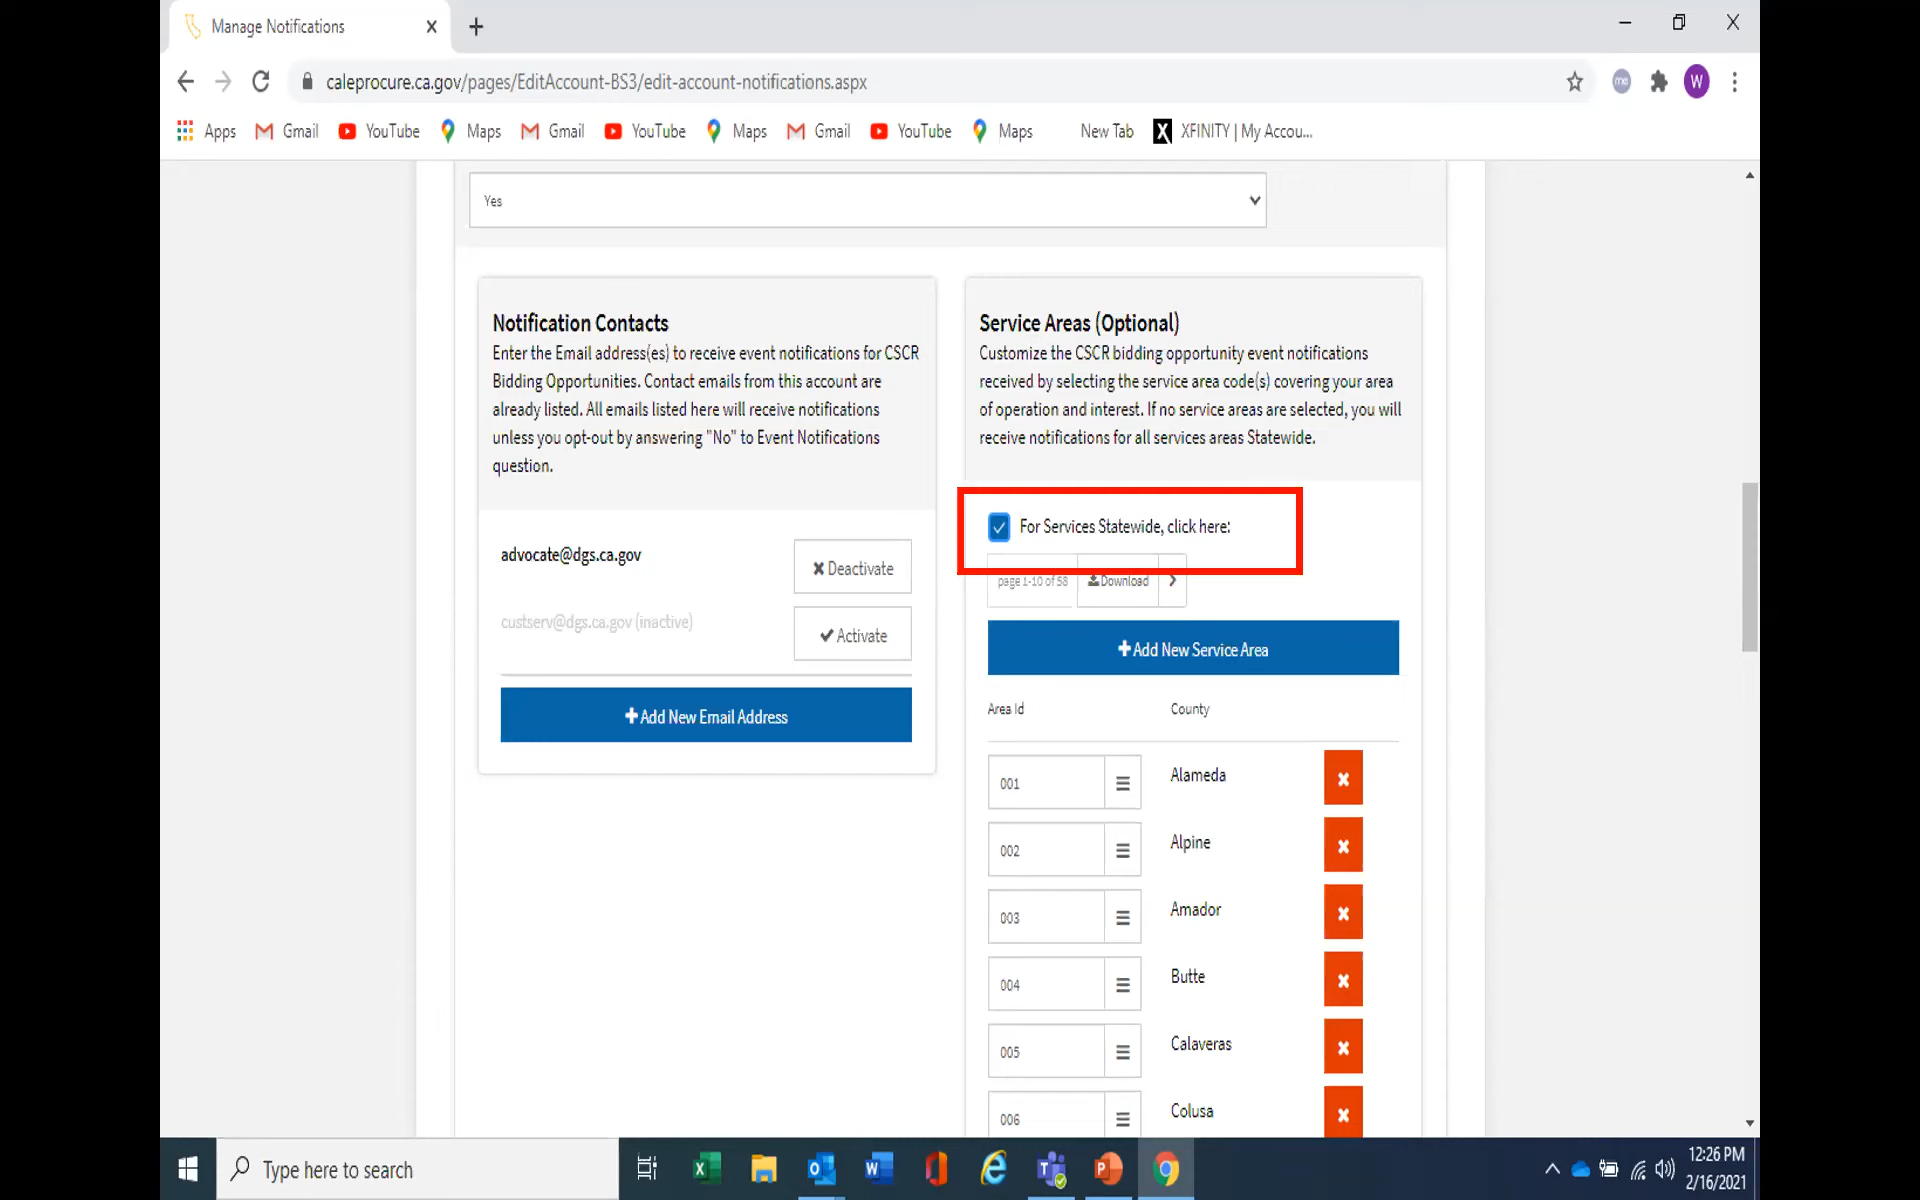 Manage Notifications
caleprocure.ca.gov/pages/EditAccount-BS3/edit-account-notifications.aspx
me
W
Apps Gmail YouTube Maps Gmail YouTube Maps Gmail YouTube Maps New Tab X XFINITY | My Accou...
Yes
Notification Contacts
Enter the Email address(es) to receive event notifications for CSCR
Bidding Opportunities. Contact emails from this account are
already listed. All emails listed here will receive notifications
unless you opt-out by answering "No" to Event Notifications
question.
advocate@dgs.ca.gov
Deactivate
custserv@dgs.ca.gov (inactive)
Activate
Add New Email Address
Service Areas (Optional)
Customize the CSCR bidding opportunity event notifications
received by selecting the service area code(s) covering your area
of operation and interest. If no service areas are selected, you will
receive notifications for all services areas Statewide.
For Services Statewide, click here:
page 1-10 of 58 Download
Add New Service Area
Area Id County
001 Alameda
002 Alpine
003 Amador
004 Butte
005 Calaveras
006 Colusa
Type here to search
12:26 PM
2/16/2021